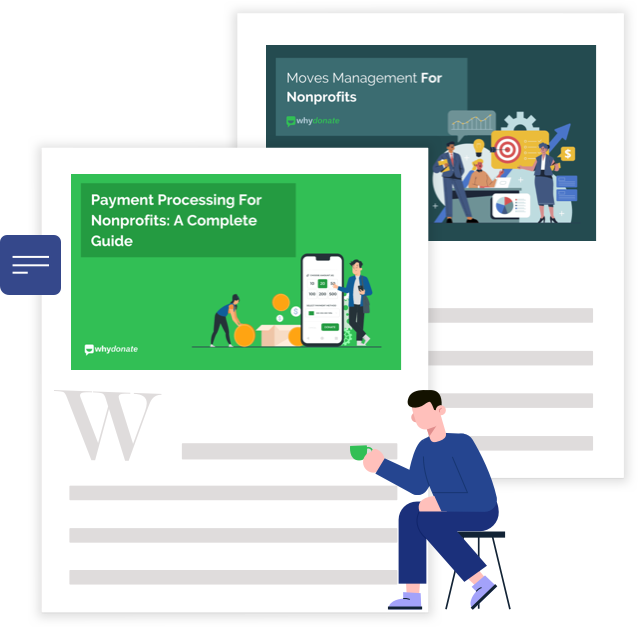 Moves Management For
Nonprofits
whydonate
Payment Processing For
Nonprofits: A Complete
Guide
whydonate
W